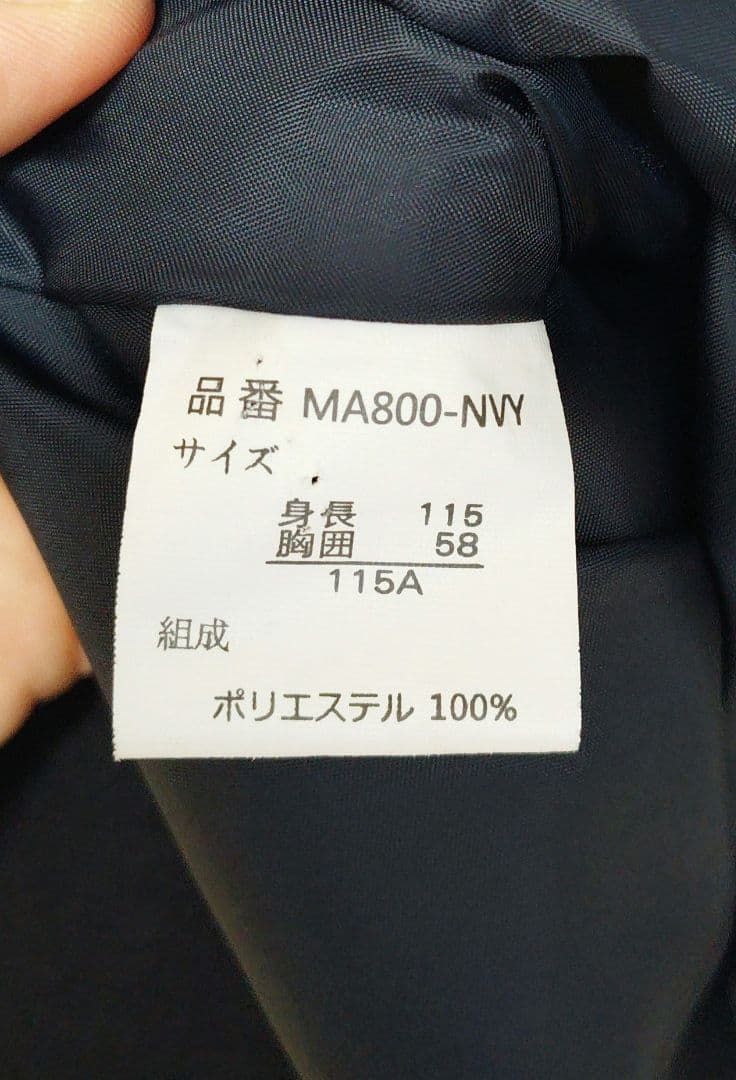 品番 MA800-NVY
サイズ
身長 115
胸囲 58
115A
組成
ポリエステル 100%